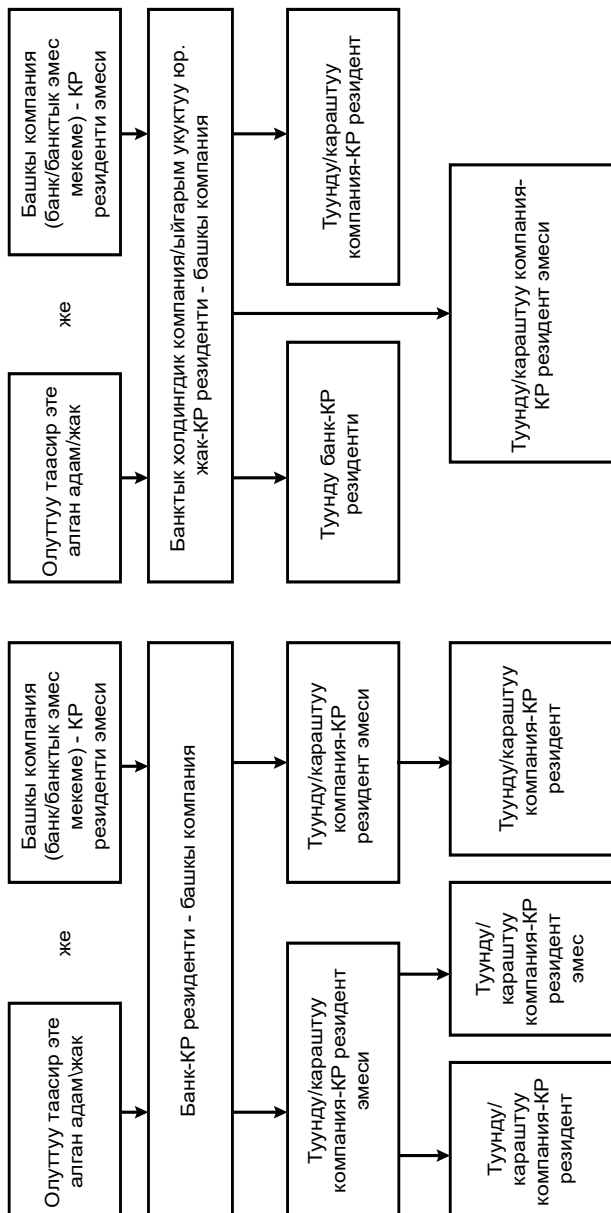 Олуттуу таасир эте
алган адам\жак
же
Башкы компания
(банк/банктык эмес
мекеме) - КР
резиденти эмеси
Банк-КР резиденти - башкы компания
Туунду/караштуу
компания-КР резидент
эмеси
Туунду/караштуу
компания-КР
резидент эмеси
Туунду/
караштуу
компания-КР
резидент
Туунду/
караштуу
компания-КР
резидент
эмес
Туунду/караштуу
компания-КР
резидент
Олуттуу таасир эте
алган адам/жак
же
Башкы компания
(банк/банктык эмес
мекеме) - КР
резиденти эмеси
Банктык холдингдик компания/ыйгарым укуктуу юр.
жак-КР резиденти - башкы компания
Туунду банк-КР
резиденти
Туунду/караштуу
компания-КР резидент
Туунду/караштуу компания-
КР резидент эмеси